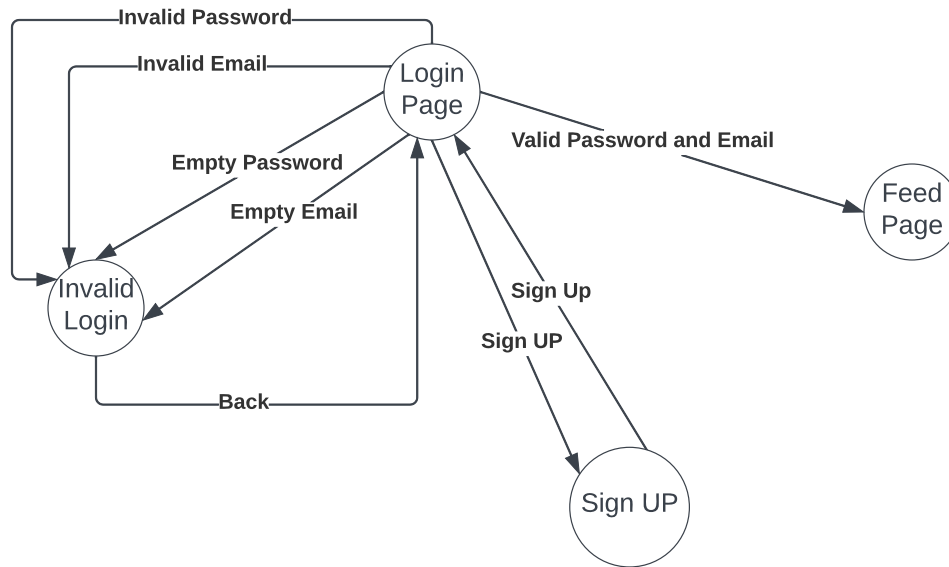 Invalid Password
Invalid Email
Login
Page
Valid Password and Email
Empty Password
Feed
Page
Empty Email
Invalid
Login
Sign Up
Sign UP
Back
Sign UP